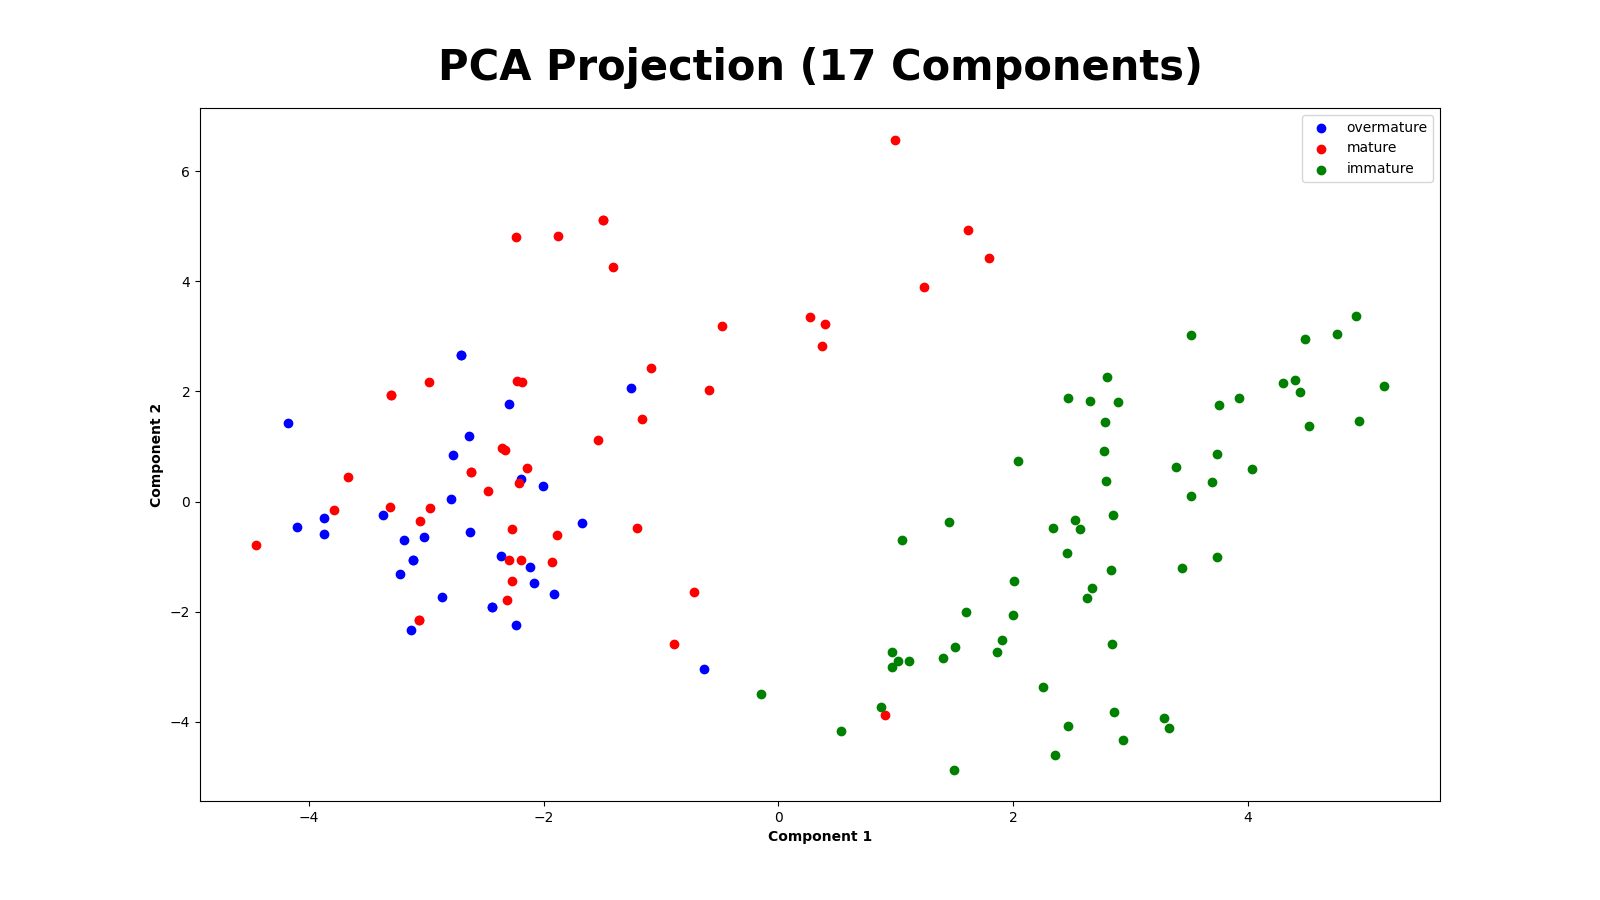 PCA Projection (17 Components)
overmature
mature
immature
6
4
2
0
−2
−4
Component 2
−4
−2
0
2
4
Component 1